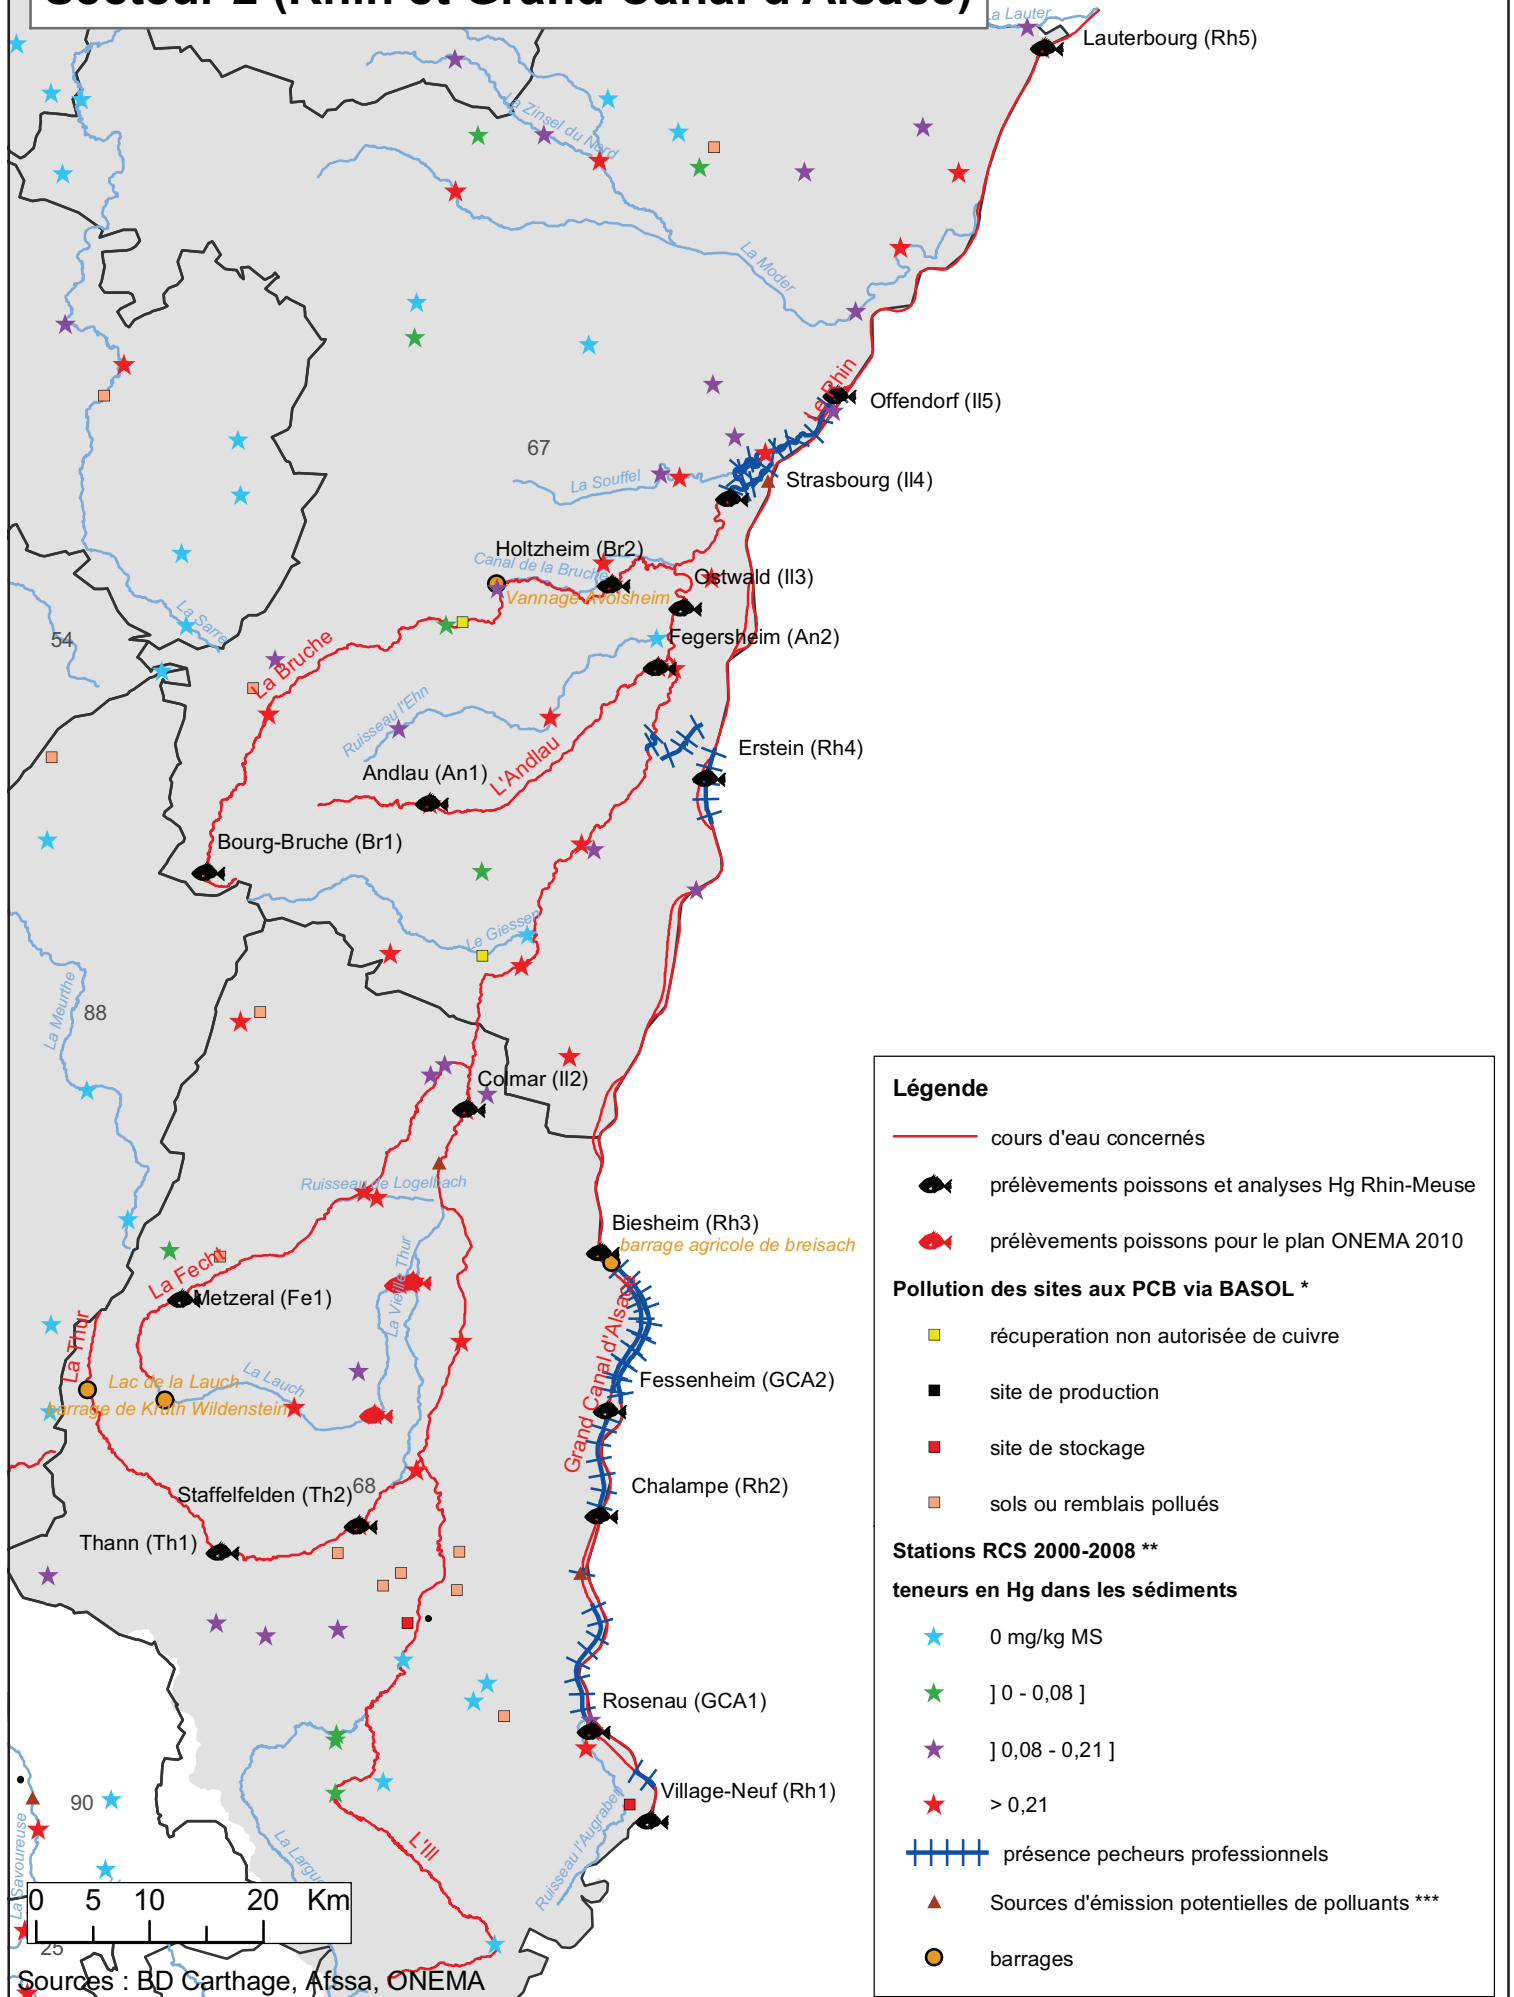 Secteur 2 (Rhin et Grand Canal d'Alsace)
La Lauter
Lauterbourg (Rh5)
La Zinsel du Nord
La Moder
Le Rhin
Offendorf (Il5)
67
La Souffel
Strasbourg (Il4)
Holtzheim (Br2)
Canal de la Bruche
Ostwald (Il3)
Vannage Avolsheim
La Sarre
54
Fegersheim (An2)
La Bruche
Ruisseau l'Ehn
Erstein (Rh4)
L'Andlau
Andlau (An1)
Bourg-Bruche (Br1)
Le Giessen
La Meurthe
88
Colmar (Il2)
Ruisseau de Logelbach
Biesheim (Rh3)
barrage agricole de breisach
La Vieille Thur
La Fecht
Metzeral (Fe1)
La Thur
Grand Canal d'Alsace
Lac de la Lauch
La Lauch
Fessenheim (GCA2)
barrage de Kruth Wildenstein
Staffelfelden (Th2)
68
Chalampe (Rh2)
Thann (Th1)
Rosenau (GCA1)
Village-Neuf (Rh1)
90
La Savoureuse
L'Ill
La Largue
Ruisseau l'Augraben
0 5 10 20 Km
25
Sources : BD Carthage, Afssa, ONEMA
Légende
cours d'eau concernés
prélèvements poissons et analyses Hg Rhin-Meuse
prélèvements poissons pour le plan ONEMA 2010
Pollution des sites aux PCB via BASOL *
récuperation non autorisée de cuivre
site de production
site de stockage
sols ou remblais pollués
Stations RCS 2000-2008 **
teneurs en Hg dans les sédiments
0 mg/kg MS
] 0 - 0,08 ]
] 0,08 - 0,21 ]
> 0,21
présence pecheurs professionnels
Sources d'émission potentielles de polluants ***
barrages